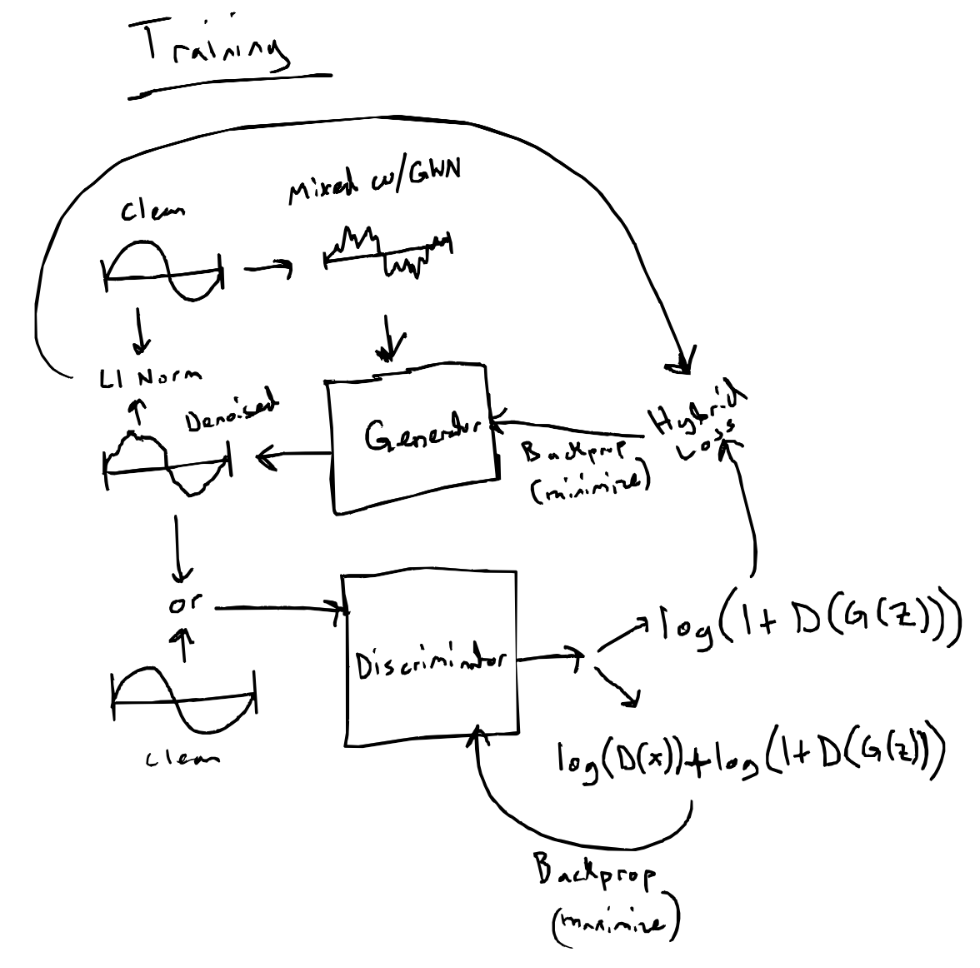 Training
Clean
Mixed w/GWN
L1 Norm
Denoised
Generator
Backprop
(minimize)
Hybrid
Loss
or
Discriminator
clean
log(1+ D(G(z)))
log(D(x))+log(1+D(G(z)))
Backprop
(maximize)